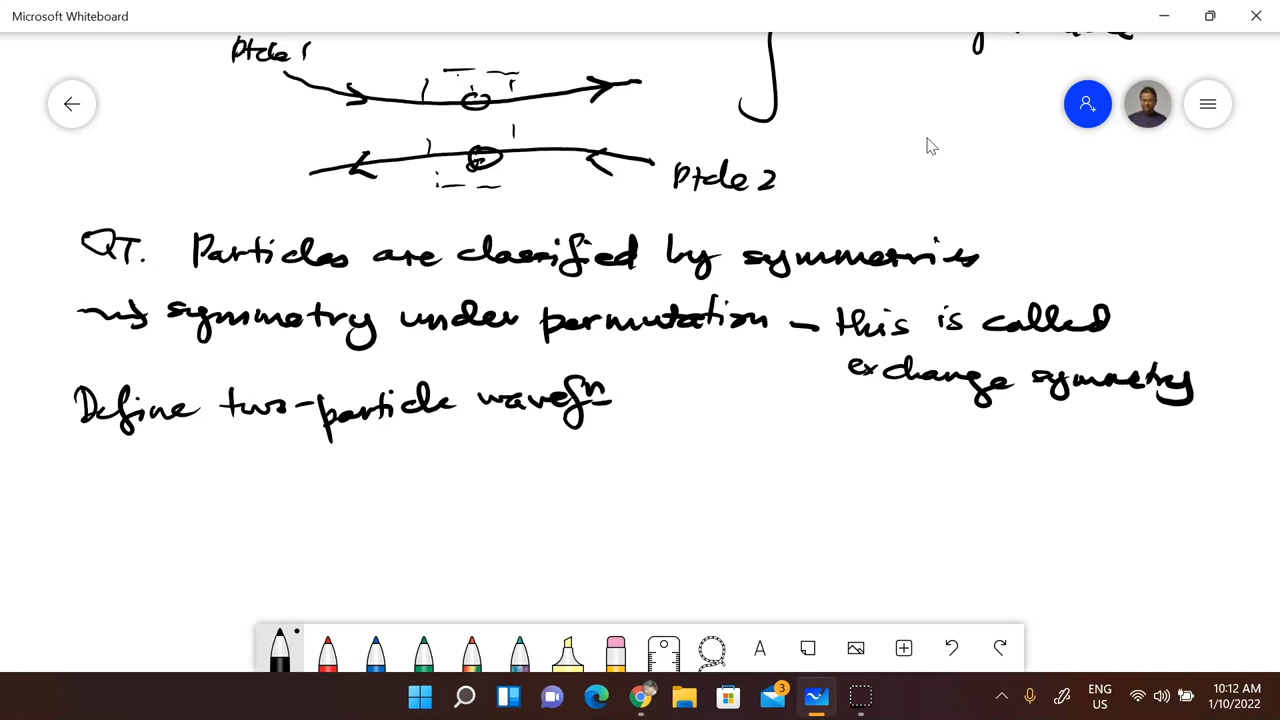 Microsoft Whiteboard
Ptcle 1
Ptcle 2
QT. Particles are classified by symmetries
symmetry under permutation – this is called
exchange symmetry
Define two-particle wavefn
A
3
ENG
US
10:12 AM
1/10/2022